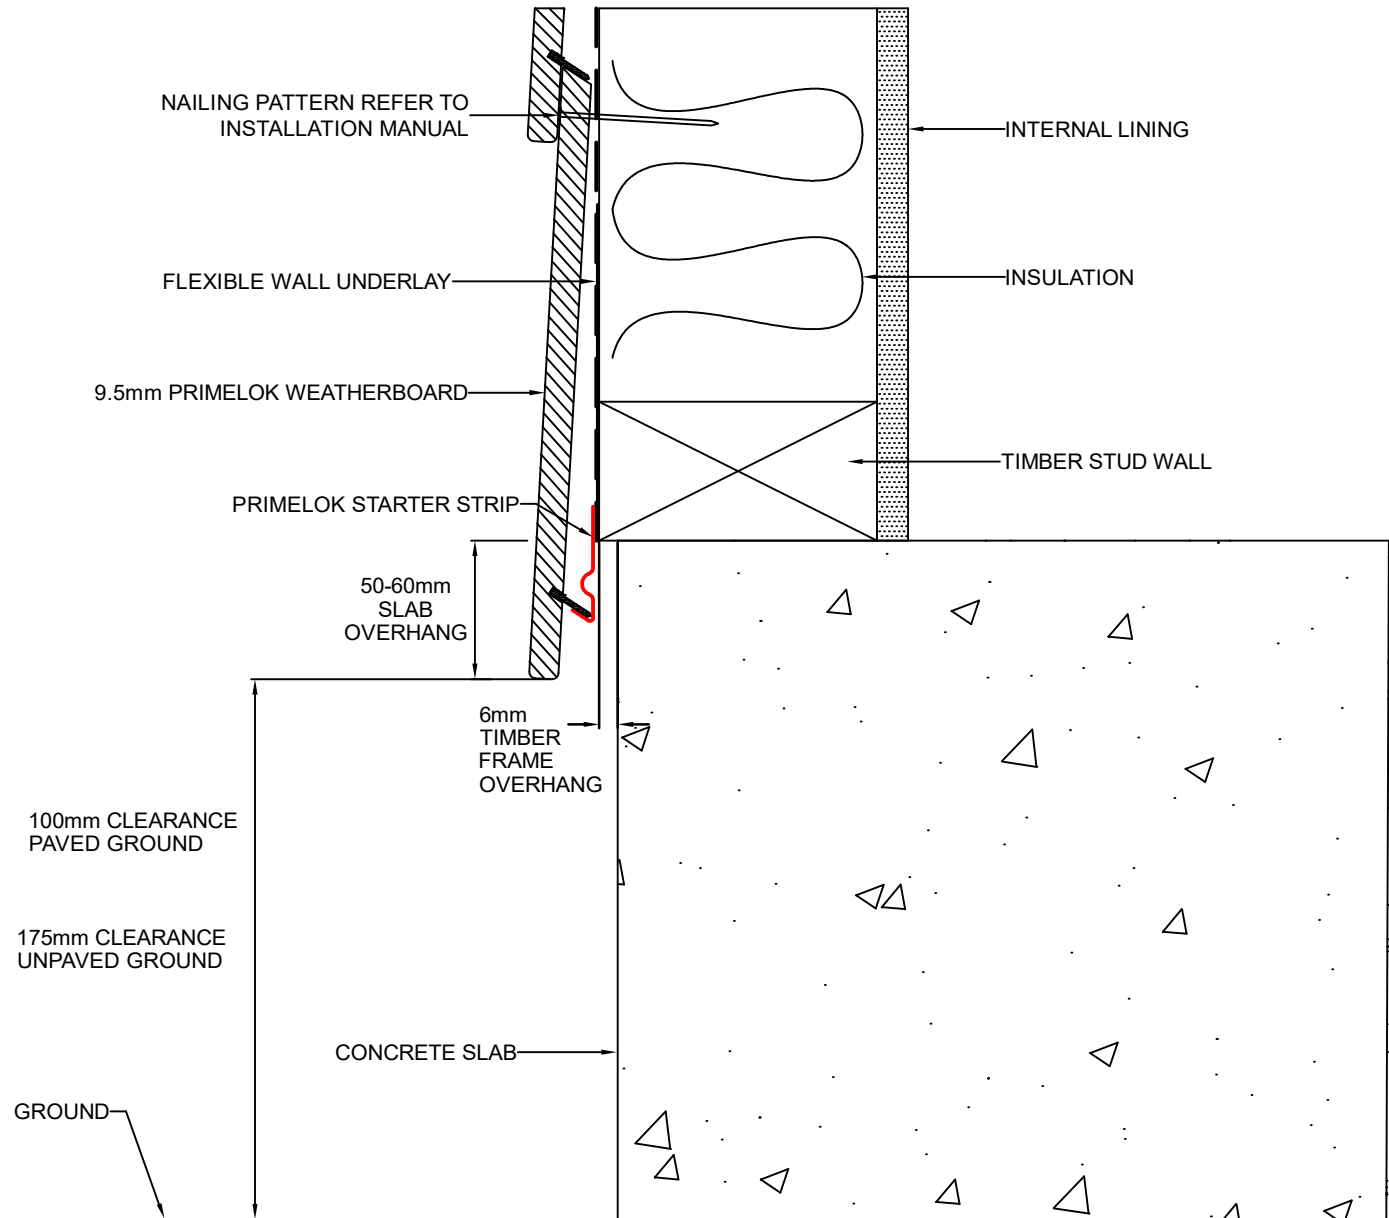 NAILING PATTERN REFER TO
INSTALLATION MANUAL
INTERNAL LINING
FLEXIBLE WALL UNDERLAY
INSULATION
9.5mm PRIMELOK WEATHERBOARD
TIMBER STUD WALL
PRIMELOK STARTER STRIP
50-60mm
SLAB
OVERHANG
6mm
TIMBER
FRAME
OVERHANG
100mm CLEARANCE
PAVED GROUND
175mm CLEARANCE
UNPAVED GROUND
CONCRETE SLAB
GROUND